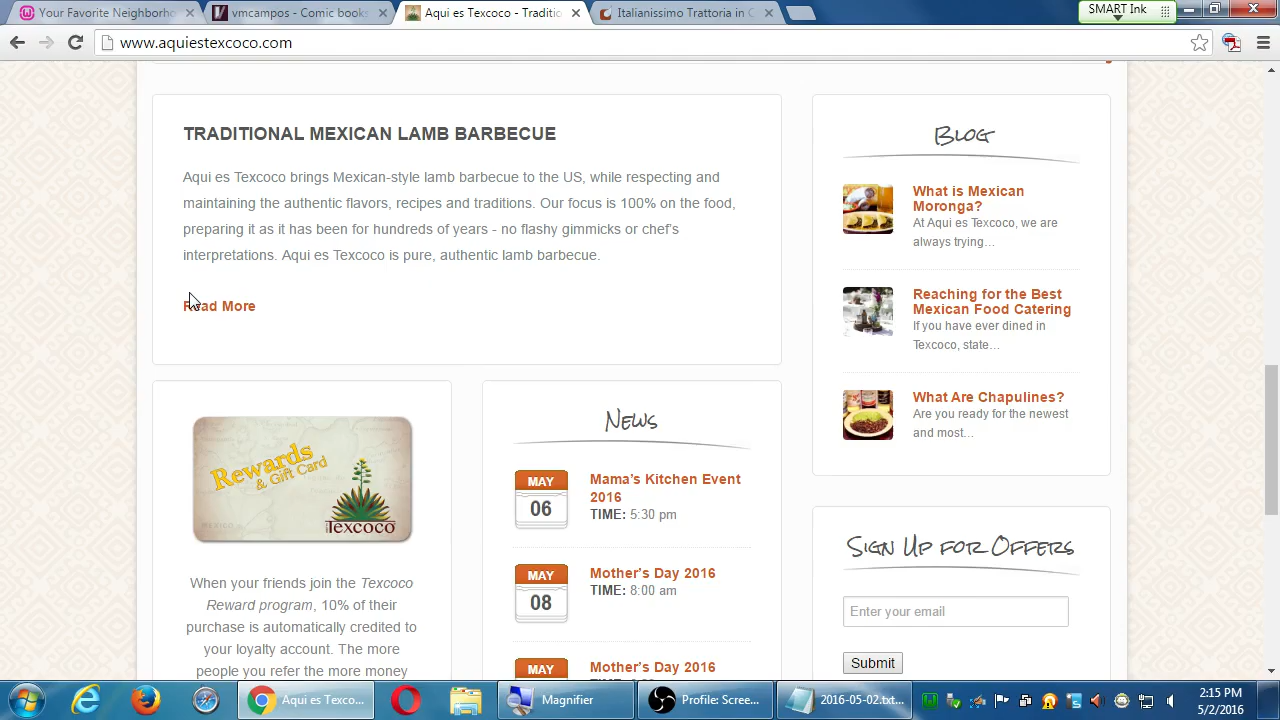 Your Favorite Neighborho
vmcampos - Comic books
Aqui es Texcoco - Traditio
Italianissimo Trattoria in C
SMART Ink
www.aquiestexcoco.com
TRADITIONAL MEXICAN LAMB BARBECUE
Aqui es Texcoco brings Mexican-style lamb barbecue to the US, while respecting and
maintaining the authentic flavors, recipes and traditions. Our focus is 100% on the food,
preparing it as it has been for hundreds of years - no flashy gimmicks or chef's
interpretations. Aqui es Texcoco is pure, authentic lamb barbecue.
Read More
Rewards
& Gift Card
MEXICO
Texcoco
When your friends join the Texcoco
Reward program, 10% of their
purchase is automatically credited to
your loyalty account. The more
people you refer the more money
News
MAY
06
Mama's Kitchen Event
2016
TIME: 5:30 pm
MAY
08
Mother's Day 2016
TIME: 8:00 am
MAY
Mother's Day 2016
Blog
What is Mexican
Moronga?
At Aqui es Texcoco, we are
always trying…
Reaching for the Best
Mexican Food Catering
If you have ever dined in
Texcoco, state…
What Are Chapulines?
Are you ready for the newest
and most…
Sign Up for Offers
Enter your email
Submit
Aqui es Texco...
Magnifier
Profile: Scree...
2016-05-02.txt...
2:15 PM
5/2/2016